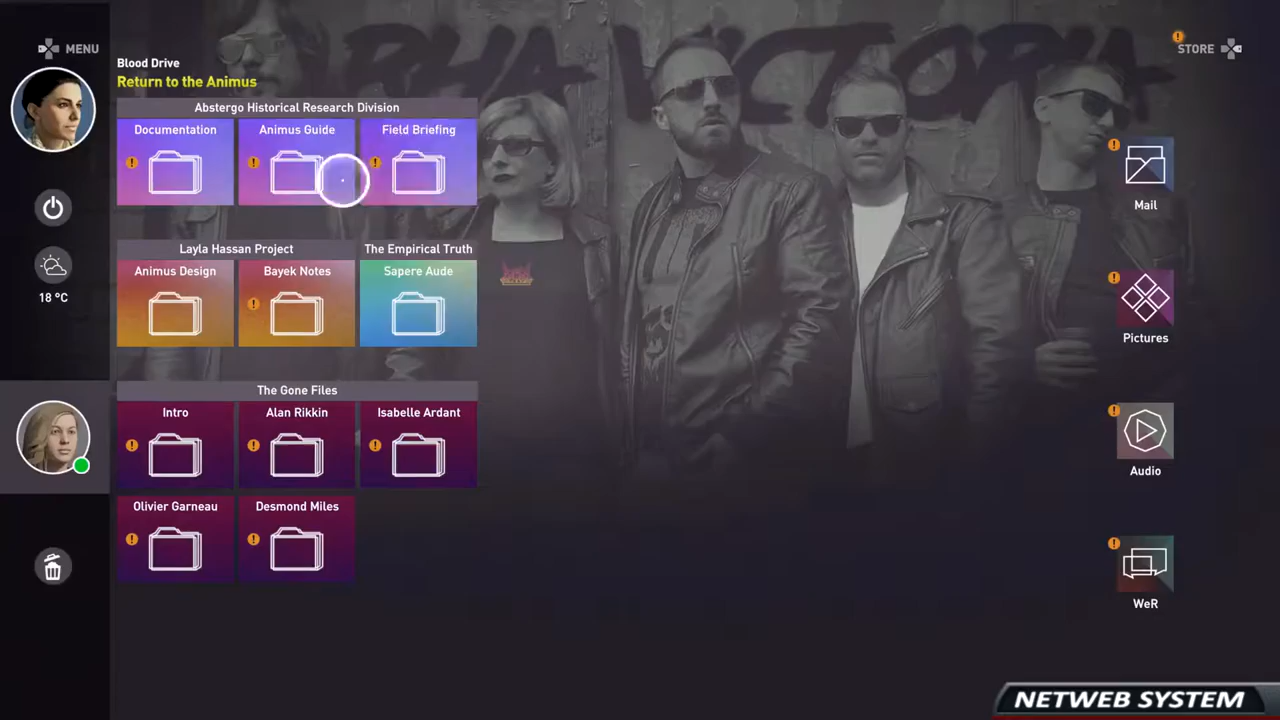 MENU
STORE
Blood Drive
Return to the Animus
Abstergo Historical Research Division
Documentation
Animus Guide
Field Briefing
Layla Hassan Project
The Empirical Truth
Animus Design
Bayek Notes
Sapere Aude
The Gone Files
Intro
Alan Rikkin
Isabelle Ardant
Olivier Garneau
Desmond Miles
18 °C
Mail
Pictures
Audio
WeR
NETWEB SYSTEM